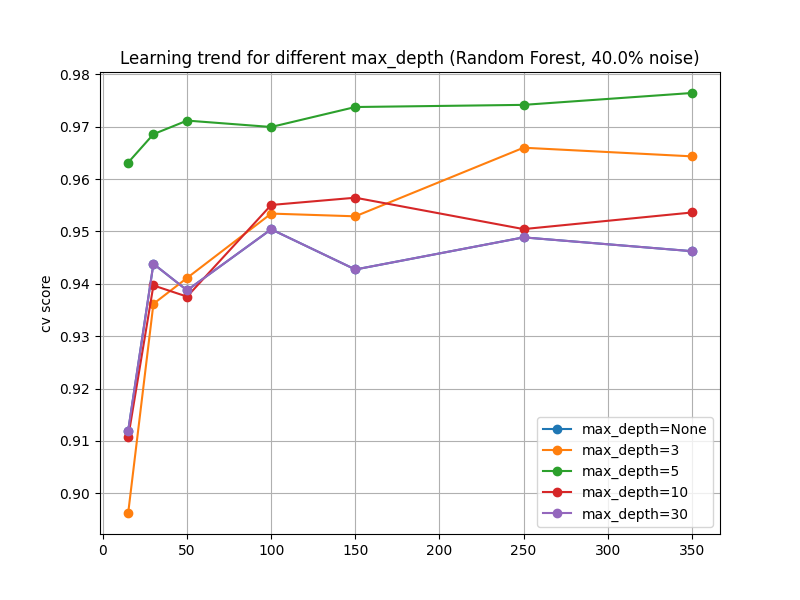 Learning trend for different max_depth (Random Forest, 40.0% noise)
0.98
0.97
0.96
0.95
0.94
0.93
0.92
0.91
0.90
cv score
0 50 100 150 200 250 300 350
max_depth=None
max_depth=3
max_depth=5
max_depth=10
max_depth=30